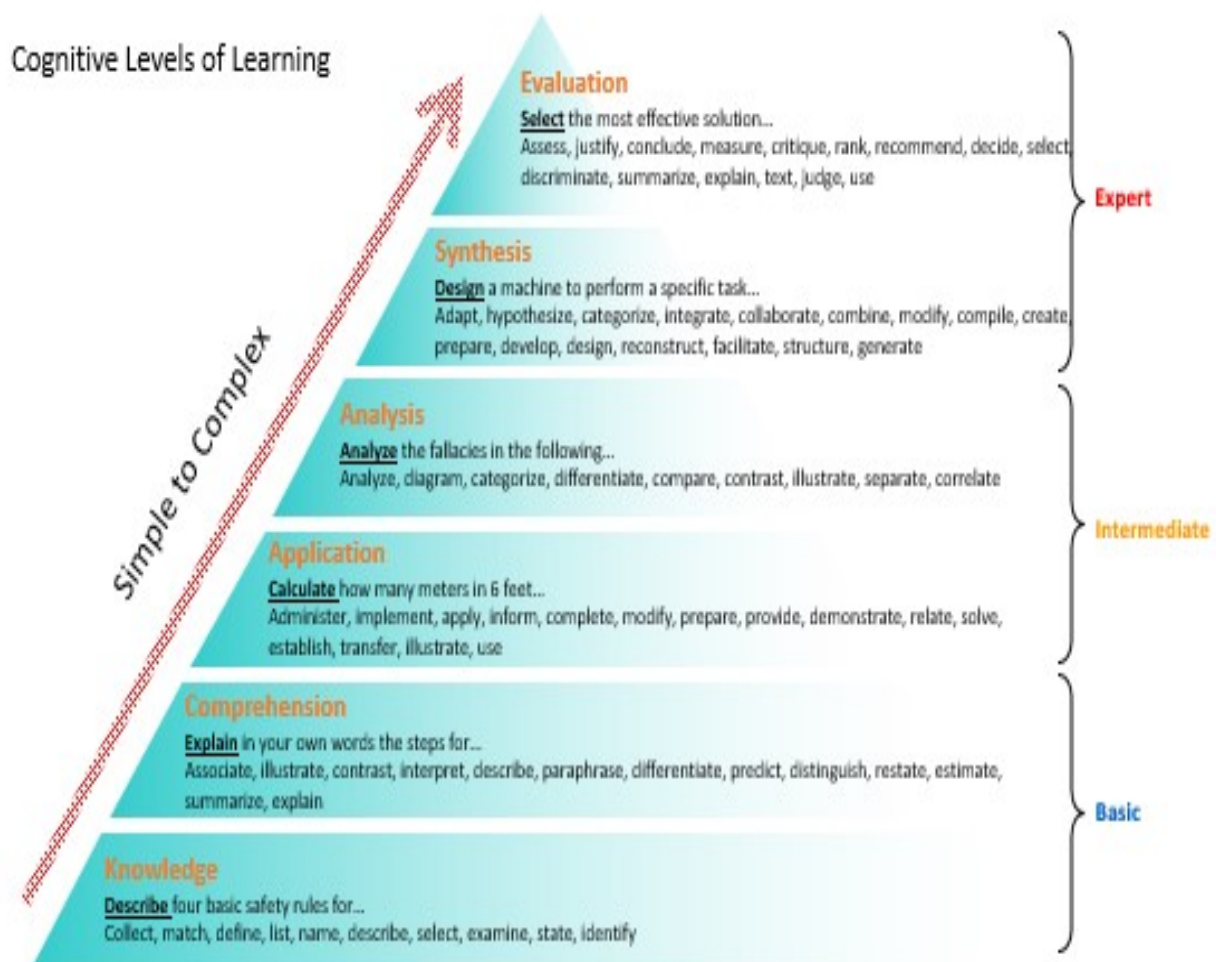 Cognitive Levels of Learning
Evaluation
Select the most effective solution...
Assess, justify, conclude, measure, critique, rank, recommend, decide, select,
discriminate, summarize, explain, text, judge, use
Expert
Synthesis
Design a machine to perform a specific task...
Adapt, hypothesize, categorize, integrate, collaborate, combine, modify, compile, create,
prepare, develop, design, reconstruct, facilitate, structure, generate
Simple to Complex
Analysis
Analyze the fallacies in the following...
Analyze, diagram, categorize, differentiate, compare, contrast, illustrate, separate, correlate
Intermediate
Application
Calculate how many meters in 6 feet...
Administer, implement, apply, inform, complete, modify, prepare, provide, demonstrate, relate, solve,
establish, transfer, illustrate, use
Comprehension
Explain in your own words the steps for...
Associate, illustrate, contrast, interpret, describe, paraphrase, differentiate, predict, distinguish, restate, estimate,
summarize, explain
Basic
Knowledge
Describe four basic safety rules for...
Collect, match, define, list, name, describe, select, examine, state, identify